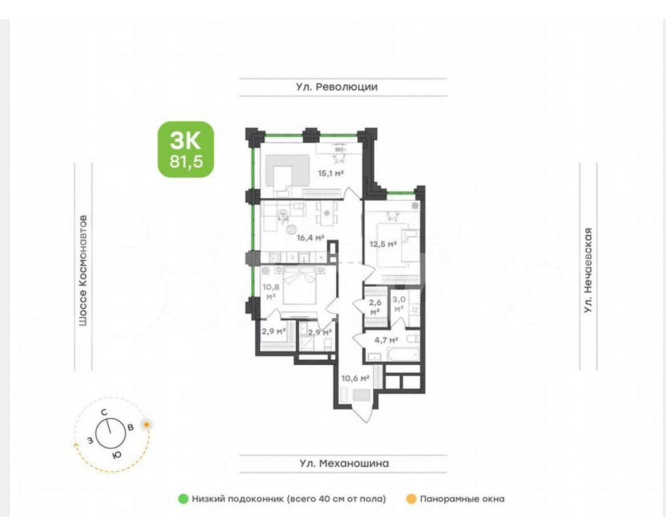 Ул. Революции
3К
81,5
15,1 м²
16,4 м²
12,5 м²
10,8 м²
2,6 м²
3,0 м²
2,9 м²
2,9 м²
4,7 м²
10,6 м²
Шоссе Космонавтов
Ул. Нечаевская
С
З
В
Ю
Ул. Механошина
Низкий подоконник (всего 40 см от пола)
Панорамные окна